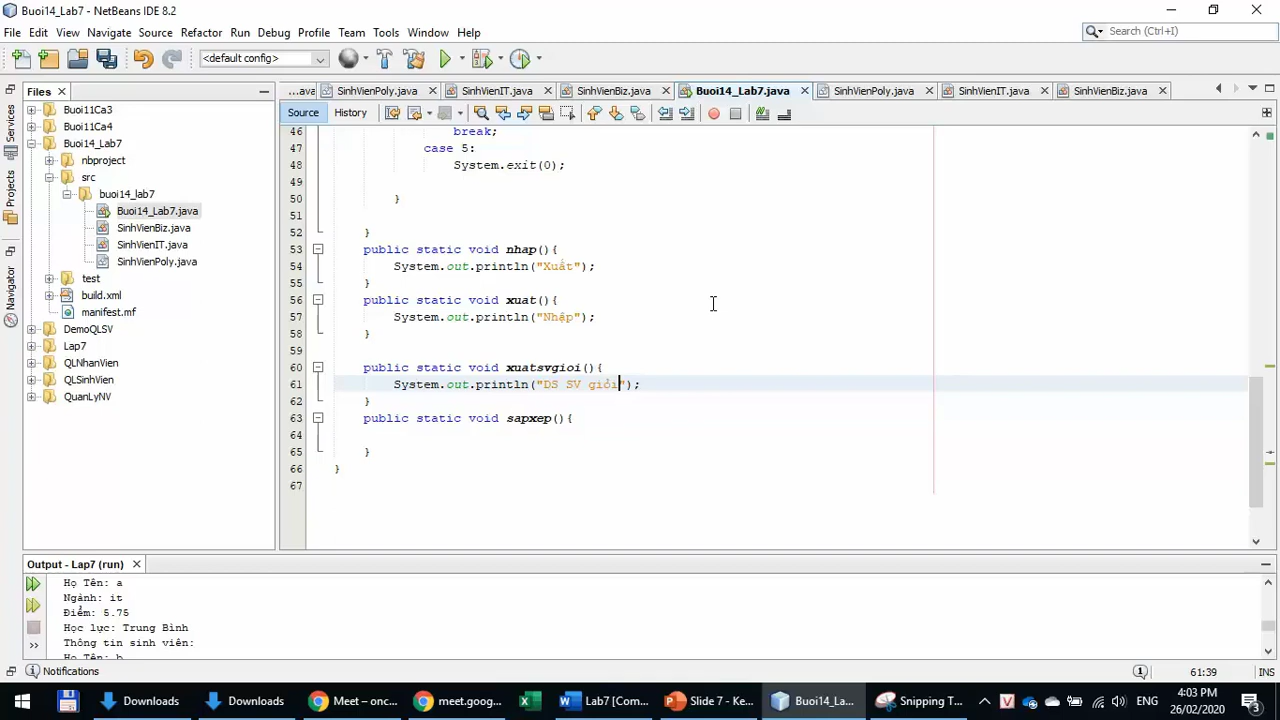 Buoi14_Lab7 - NetBeans IDE 8.2
File Edit View Navigate Source Refactor Run Debug Profile Team Tools Window Help
Search (Ctrl+I)
<default config>
Files
...ava SinhVienPoly.java SinhVienIT.java SinhVienBiz.java Buoi14_Lab7.java SinhVienPoly.java SinhVienIT.java SinhVienBiz.java
Source History
Services
Projects
Navigator
Buoi11Ca3
Buoi11Ca4
Buoi14_Lab7
nbproject
src
buoi14_lab7
Buoi14_Lab7.java
SinhVienBiz.java
SinhVienIT.java
SinhVienPoly.java
test
build.xml
manifest.mf
DemoQLSV
Lap7
QLNhanVien
QLSinhVien
QuanLyNV
46 break;
47 case 5:
48 System.exit(0);
49
50 }
51
52 }
53 public static void nhap(){
54 System.out.println("Xuất");
55 }
56 public static void xuat(){
57 System.out.println("Nhập");
58 }
59
60 public static void xuatsvgioi(){
61 System.out.println("DS SV giỏi");
62 }
63 public static void sapxep(){
64
65 }
66 }
67
Output - Lap7 (run)
Họ Tên: a
Ngành: it
Điểm: 5.75
Học lực: Trung Bình
Thông tin sinh viên:
Họ Tên: b
Notifications
1
61:39
INS
Downloads
Downloads
Meet – onc...
meet.goog...
Lab7 [Com...
Slide 7 - Ke...
Buoi14_La...
Snipping T...
ENG
4:03 PM
26/02/2020
3